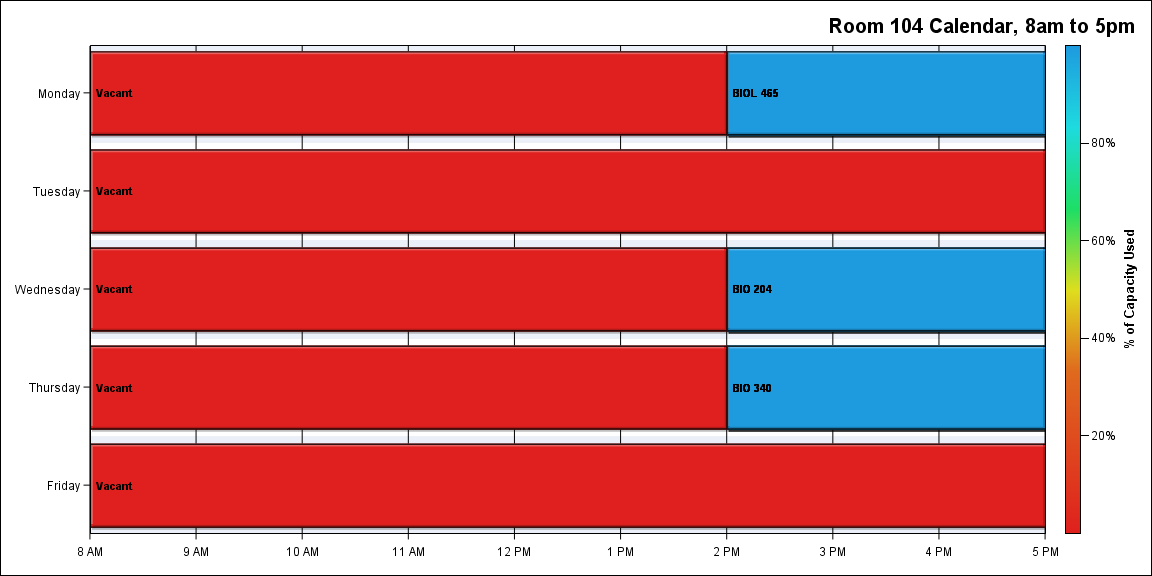 Room 104 Calendar, 8am to 5pm
Monday
Vacant
BIOL 465
Tuesday
Vacant
Wednesday
Vacant
BIO 204
Thursday
Vacant
BIO 340
Friday
Vacant
8 AM 9 AM 10 AM 11 AM 12 PM 1 PM 2 PM 3 PM 4 PM 5 PM
80%
60%
40%
20%
% of Capacity Used